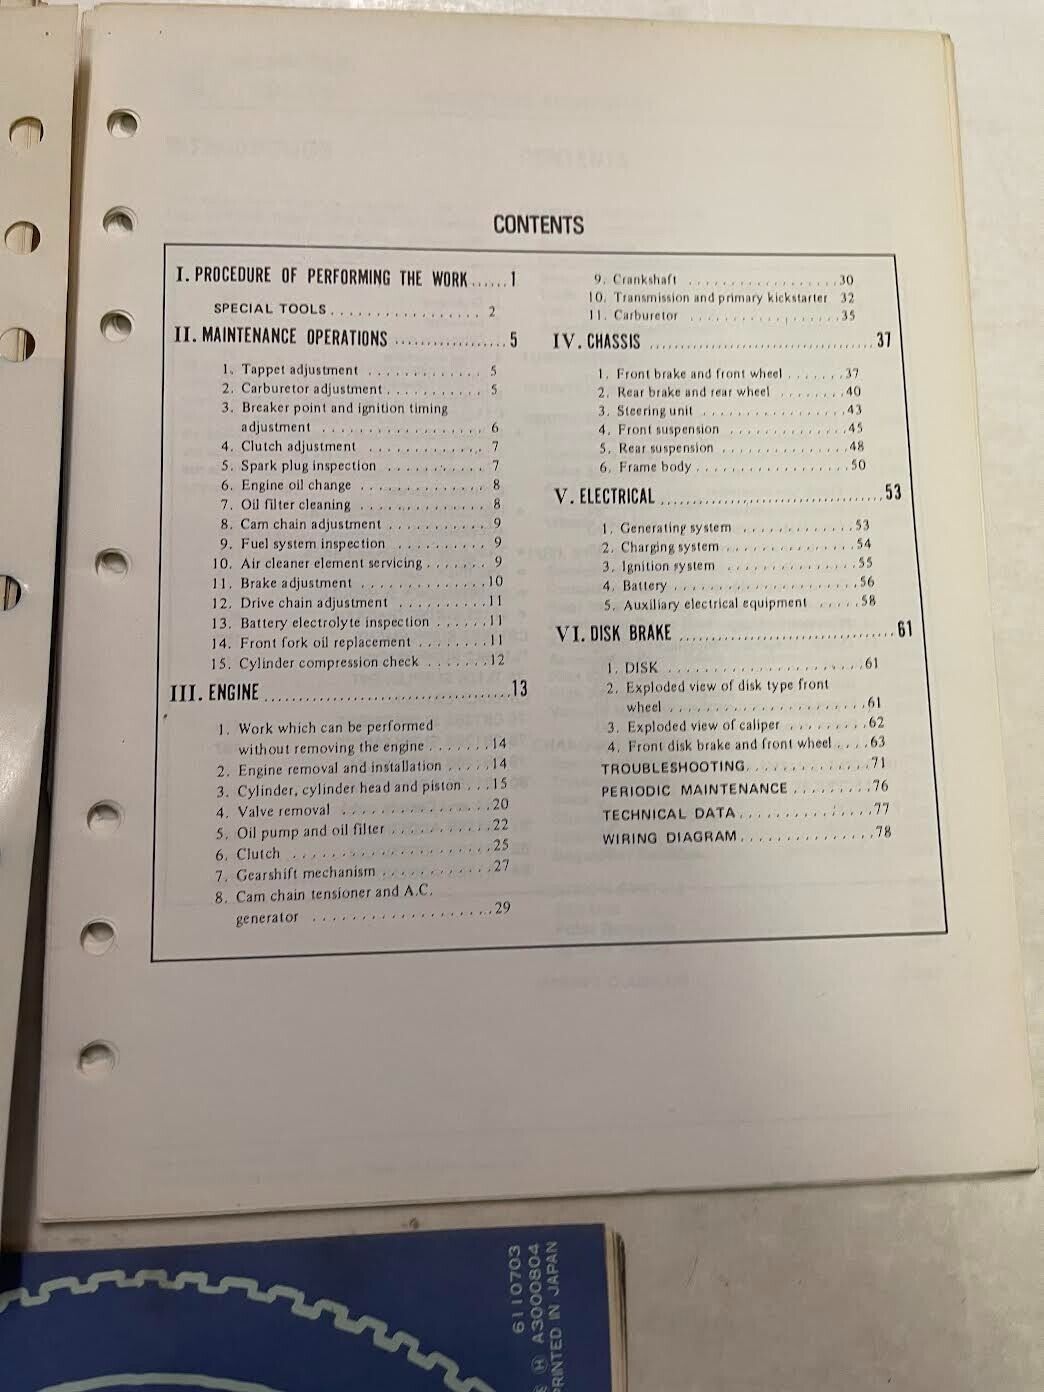 CONTENTS
I. PROCEDURE OF PERFORMING THE WORK ...... 1
SPECIAL TOOLS ................. 2
II. MAINTENANCE OPERATIONS .................. 5
1. Tappet adjustment ............. 5
2. Carburetor adjustment ........... 5
3. Breaker point and ignition timing
adjustment ................... 6
4. Clutch adjustment ............. 7
5. Spark plug inspection ........... 7
6. Engine oil change .............. 8
7. Oil filter cleaning .............. 8
8. Cam chain adjustment ........... 9
9. Fuel system inspection .......... 9
10. Air cleaner element servicing ....... 9
11. Brake adjustment .............. 10
12. Drive chain adjustment .......... 11
13. Battery electrolyte inspection ...... 11
14. Front fork oil replacement ........ 11
15. Cylinder compression check ....... 12
III. ENGINE ..................................... 13
1. Work which can be performed
without removing the engine ....... 14
2. Engine removal and installation ..... 14
3. Cylinder, cylinder head and piston ... 15
4. Valve removal ................ 20
5. Oil pump and oil filter ........... 22
6. Clutch ...................... 25
7. Gearshift mechanism ............ 27
8. Cam chain tensioner and A.C.
generator .................... 29
9. Crankshaft ................... 30
10. Transmission and primary kickstarter 32
11. Carburetor .................. 35
IV. CHASSIS .................................... 37
1. Front brake and front wheel ....... 37
2. Rear brake and rear wheel ........ 40
3. Steering unit ................. 43
4. Front suspension .............. 45
5. Rear suspension ............... 48
6. Frame body .................. 50
V. ELECTRICAL .................................... 53
1. Generating system ............. 53
2. Charging system ............... 54
3. Ignition system ............... 55
4. Battery ..................... 56
5. Auxiliary electrical equipment ..... 58
VI. DISK BRAKE ................................... 61
1. DISK ....................... 61
2. Exploded view of disk type front
wheel ....................... 61
3. Exploded view of caliper ......... 62
4. Front disk brake and front wheel .... 63
TROUBLESHOOTING .............. 71
PERIODIC MAINTENANCE ......... 76
TECHNICAL DATA ............... 77
WIRING DIAGRAM ............... 78
6110703
H A3000804
PRINTED IN JAPAN